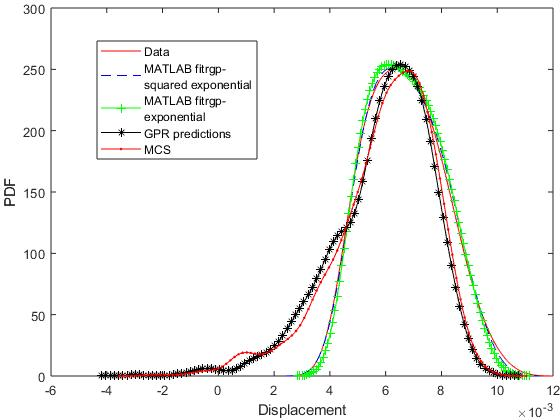 300
250
200
150
100
50
0
PDF
Data
MATLAB fitrgp-
squared exponential
MATLAB fitrgp-
exponential
GPR predictions
MCS
-6 -4 -2 0 2 4 6 8 10 12
Displacement
×10⁻³